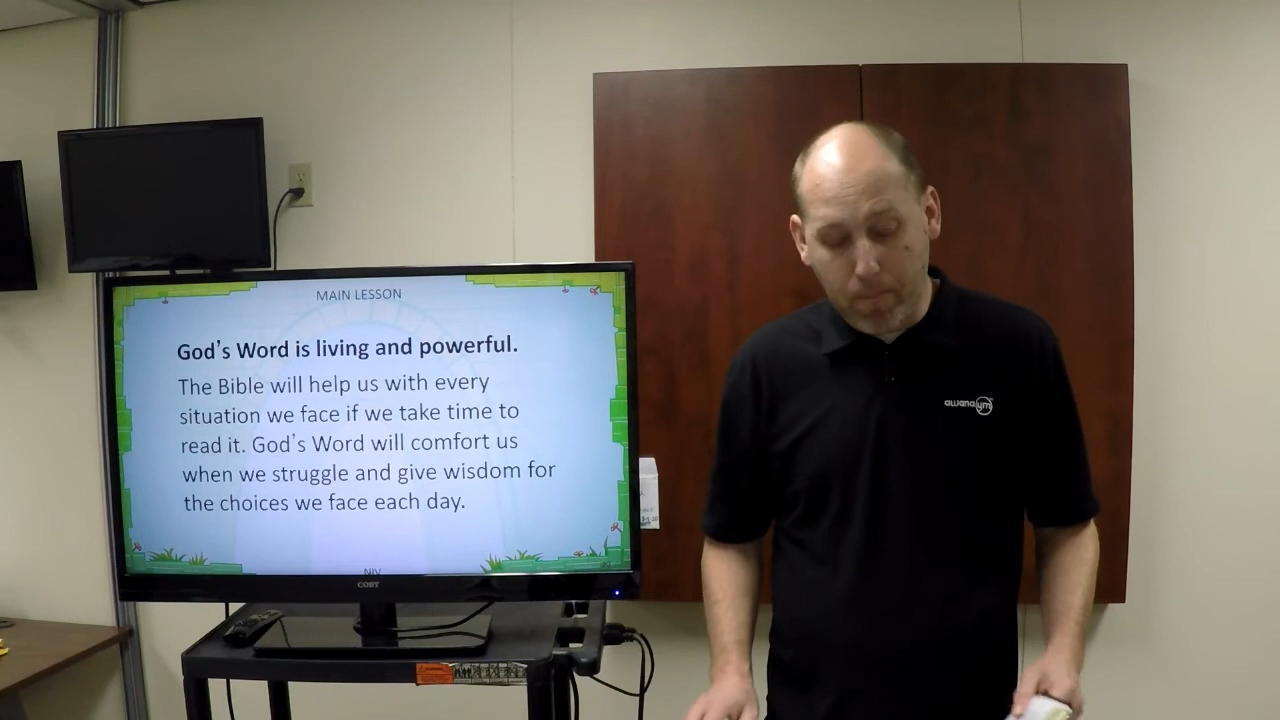 MAIN LESSON
God's Word is living and powerful.
The Bible will help us with every
situation we face if we take time to
read it. God's Word will comfort us
when we struggle and give wisdom for
the choices we face each day.
NIV
COBY
awana ym